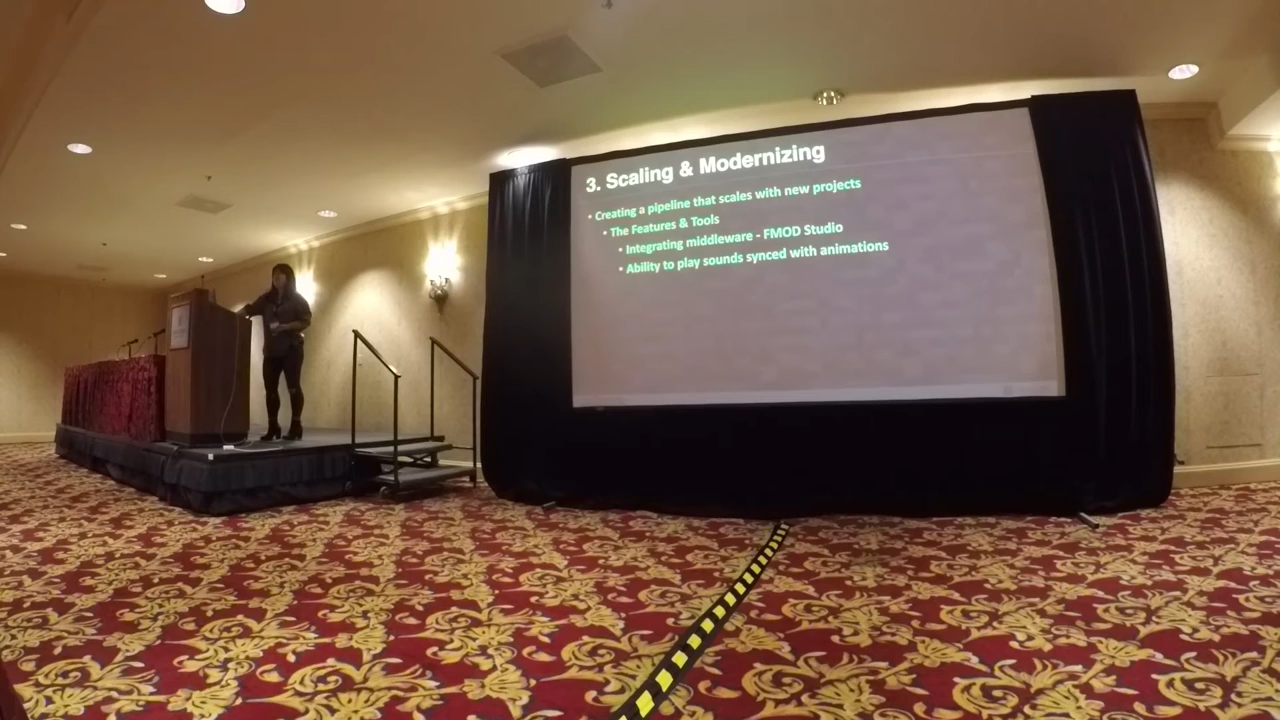 3. Scaling & Modernizing
• Creating a pipeline that scales with new projects
• The Features & Tools
• Integrating middleware - FMOD Studio
• Ability to play sounds synced with animations